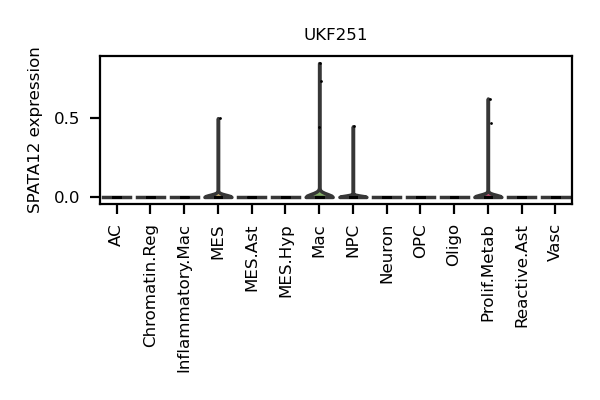 UKF251
SPATA12 expression
0.5
0.0
AC
Chromatin.Reg
Inflammatory.Mac
MES
MES.Ast
MES.Hyp
Mac
NPC
Neuron
OPC
Oligo
Prolif.Metab
Reactive.Ast
Vasc